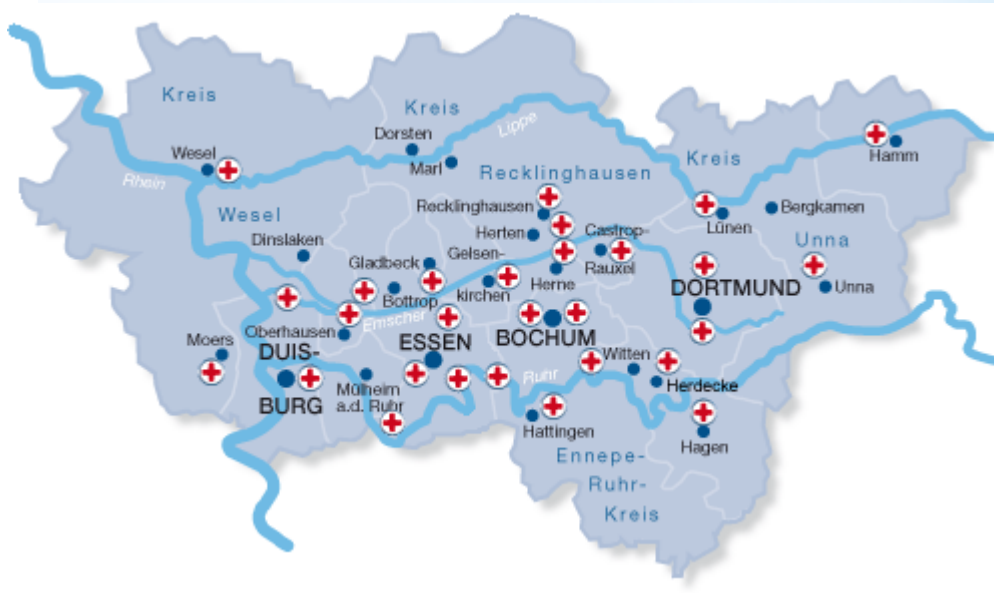 Kreis
Kreis
Dorsten
Lippe
Hamm
Wesel
Marl
Kreis
Rhein
Recklinghausen
Wesel
Recklinghausen
Bergkamen
Lünen
Dinslaken
Herten
Castrop-
Unna
Gelsen-
Gladbeck
Rauxel
kirchen
Herne
DORTMUND
Unna
Bottrop
Emscher
Oberhausen
Moers
ESSEN
BOCHUM
DUIS-
Witten
Ruhr
Mülheim
Herdecke
BURG
a.d. Ruhr
Hattingen
Hagen
Ennepe-
Ruhr-
Kreis